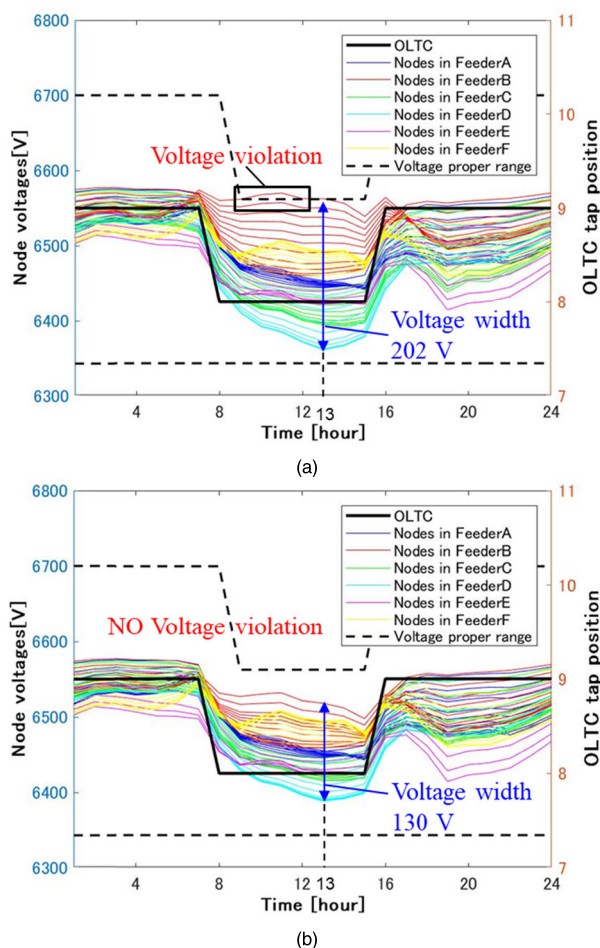 6800
6700
6600
6500
6400
6300
Node voltages[V]
11
10
9
8
7
OLTC tap position
OLTC
Nodes in FeederA
Nodes in FeederB
Nodes in FeederC
Nodes in FeederD
Nodes in FeederE
Nodes in FeederF
Voltage proper range
Voltage violation
Voltage width
202 V
4 8 12 13 16 20 24
Time [hour]
(a)
6800
6700
6600
6500
6400
6300
Node voltages[V]
11
10
9
8
7
OLTC tap position
OLTC
Nodes in FeederA
Nodes in FeederB
Nodes in FeederC
Nodes in FeederD
Nodes in FeederE
Nodes in FeederF
Voltage proper range
NO Voltage violation
Voltage width
130 V
4 8 12 13 16 20 24
Time [hour]
(b)